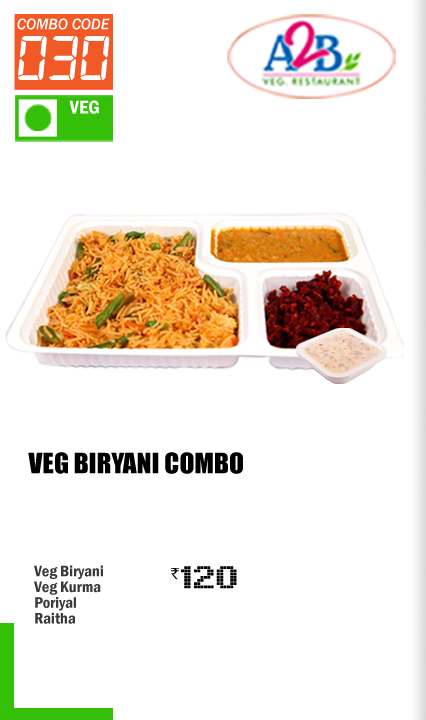 COMBO CODE
030
VEG
A2B
VEG. RESTAURANT
VEG BIRYANI COMBO
Veg Biryani
Veg Kurma
Poriyal
Raitha
₹120